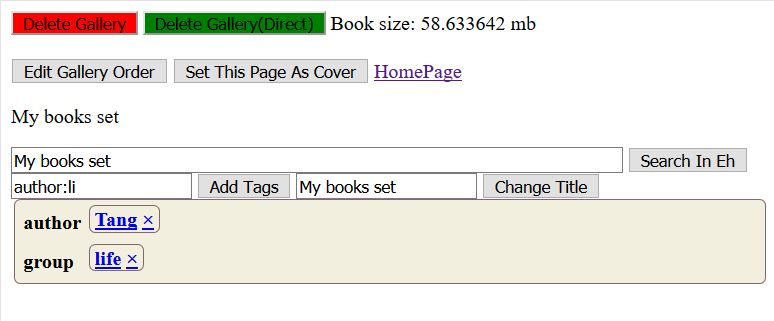 Delete Gallery Delete Gallery(Direct) Book size: 58.633642 mb
Edit Gallery Order Set This Page As Cover HomePage
My books set
My books set Search In Eh
author:li Add Tags My books set Change Title
author Tang ×
group life ×